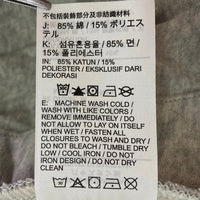 不包括裝飾部分及非紡織材料
J: 85% 綿 / 15% ポリエス
テル
K: 섬유혼용율 / 85% 면 /
15% 폴리에스터
IN: 85% KATUN / 15%
POLIESTER / EKSKLUSIF DARI
DEKORASI
E: MACHINE WASH COLD /
WASH WITH LIKE COLORS /
REMOVE IMMEDIATELY / DO
NOT ALLOW TO LAY ON ITSELF
WHEN WET / FASTEN ALL
CLOSURES TO WASH AND DRY /
DO NOT BLEACH / TUMBLE DRY
LOW / COOL IRON / DO NOT
IRON DESIGN / DO NOT DRY
CLEAN